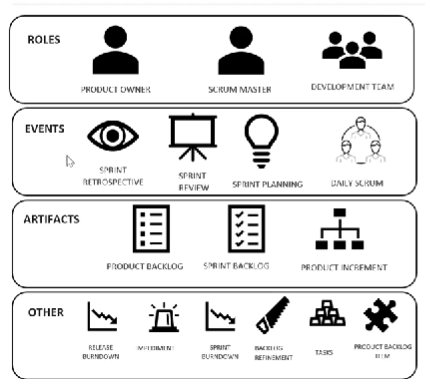 ROLES
PRODUCT OWNER
SCRUM MASTER
DEVELOPMENT TEAM
EVENTS
SPRINT
RETROSPECTIVE
SPRINT
REVIEW
SPRINT PLANNING
DAILY SCRUM
ARTIFACTS
PRODUCT BACKLOG
SPRINT BACKLOG
PRODUCT INCREMENT
OTHER
RELEASE
BURNDOWN
IMPEDIMENT
SPRINT
BURNDOWN
BACKLOG
REFINEMENT
TASKS
PRODUCT BACKLOG
ITEM